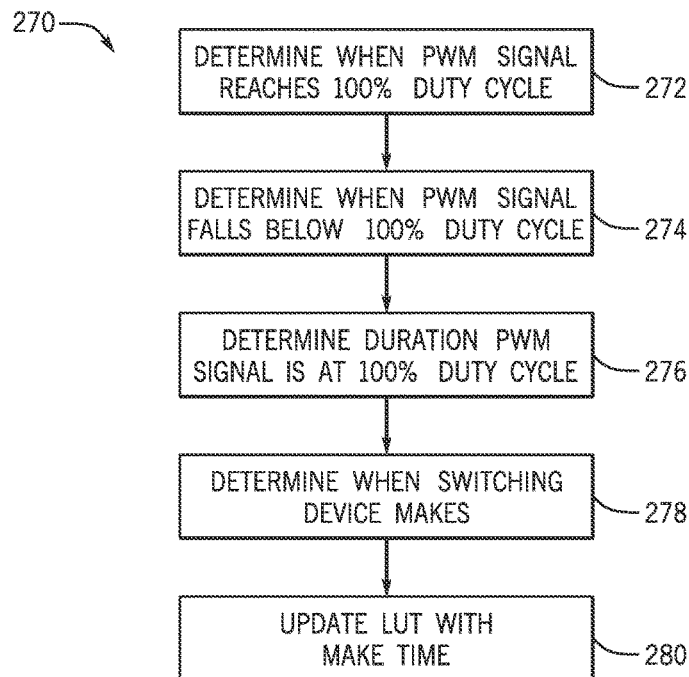 270
DETERMINE WHEN PWM SIGNAL
REACHES 100% DUTY CYCLE
272
DETERMINE WHEN PWM SIGNAL
FALLS BELOW 100% DUTY CYCLE
274
DETERMINE DURATION PWM
SIGNAL IS AT 100% DUTY CYCLE
276
DETERMINE WHEN SWITCHING
DEVICE MAKES
278
UPDATE LUT WITH
MAKE TIME
280